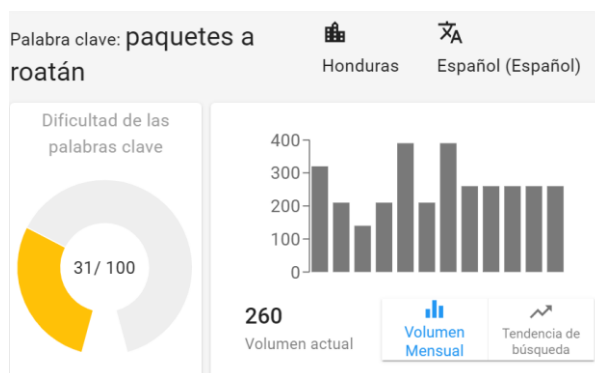 Palabra clave: paquetes a
roatán
Honduras
Español (Español)
Dificultad de las
palabras clave
31/ 100
400
300
200
100
0
260
Volumen actual
Volumen
Mensual
Tendencia de
búsqueda